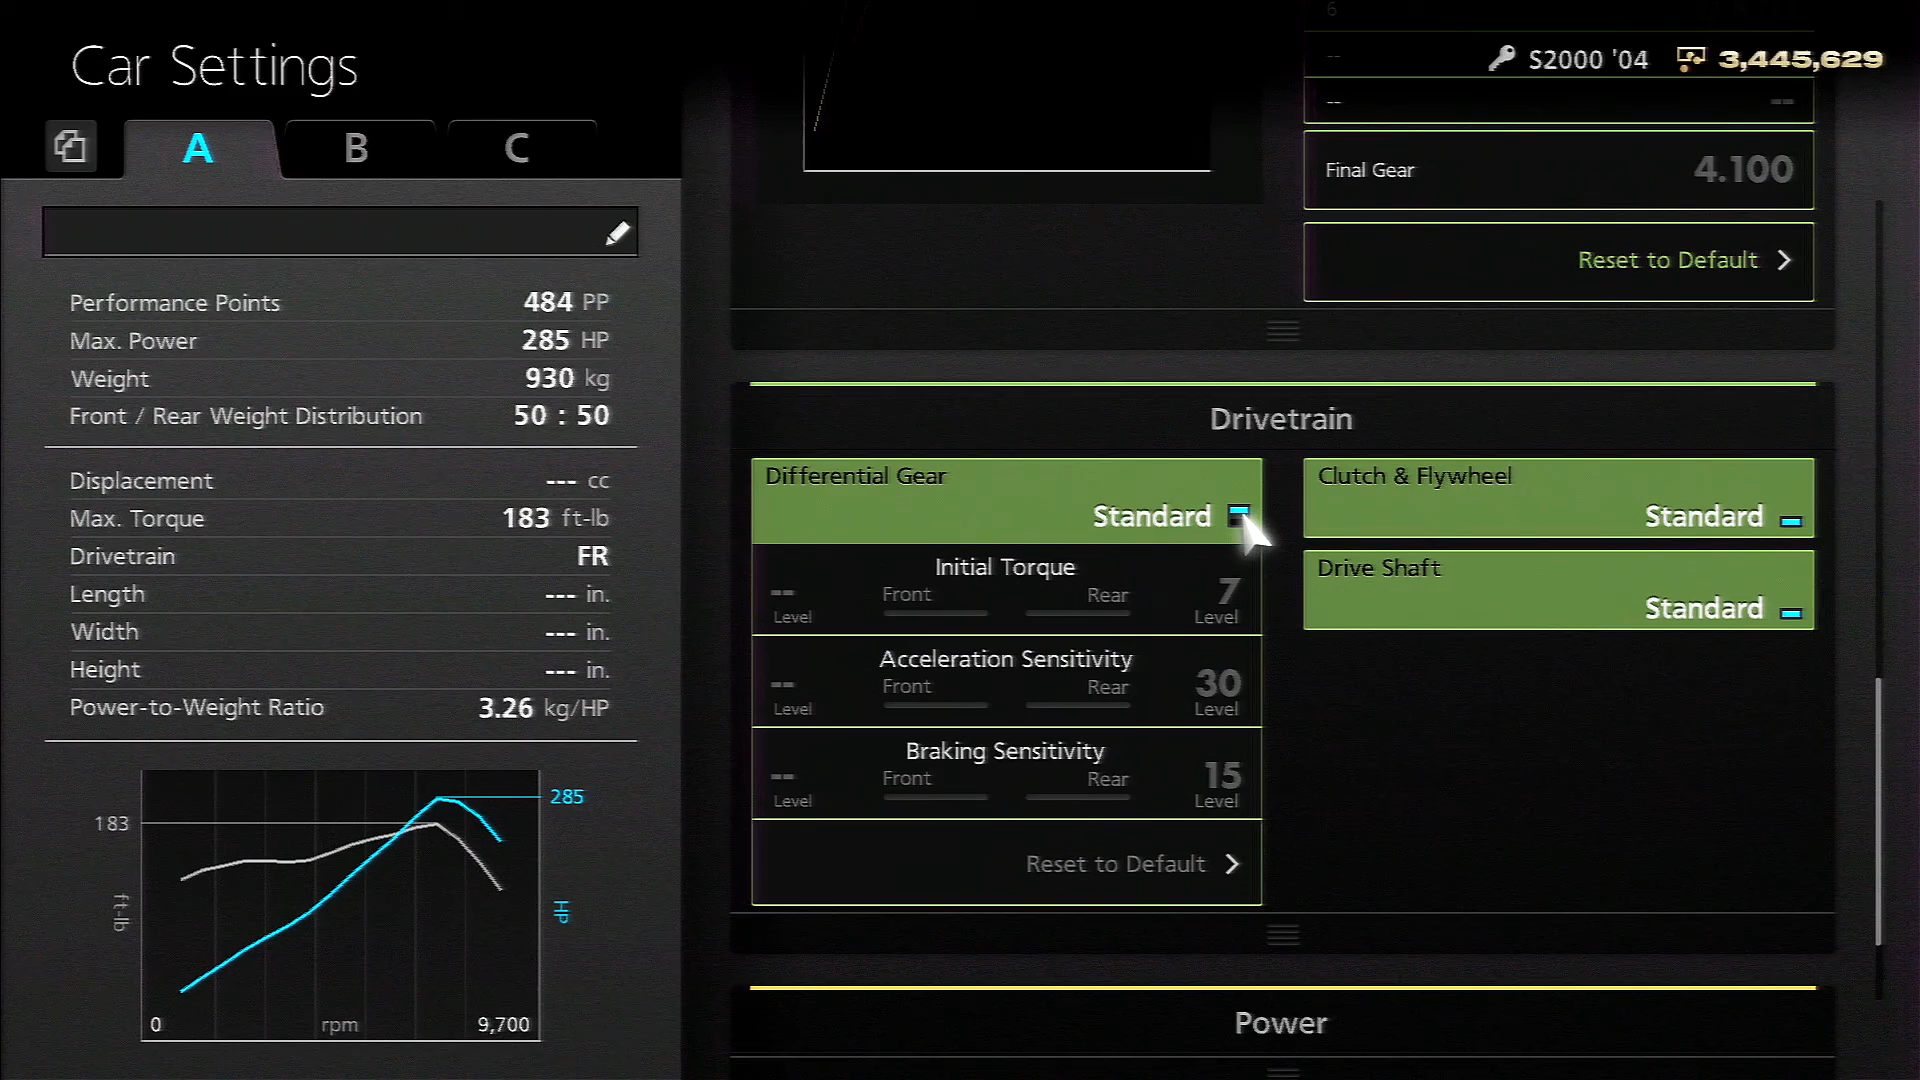 Car Settings
S2000 '04
3,445,629
A
B
C
Performance Points 484 PP
Max. Power 285 HP
Weight 930 kg
Front / Rear Weight Distribution 50 : 50
Displacement --- cc
Max. Torque 183 ft-lb
Drivetrain FR
Length --- in.
Width --- in.
Height --- in.
Power-to-Weight Ratio 3.26 kg/HP
285
183
ft-lb
HP
0 rpm 9,700
6
--
-- --
Final Gear 4.100
Reset to Default
Drivetrain
Differential Gear
Standard
Initial Torque
-- Front Rear 7
Level Level
Acceleration Sensitivity
-- Front Rear 30
Level Level
Braking Sensitivity
-- Front Rear 15
Level Level
Reset to Default
Clutch & Flywheel
Standard
Drive Shaft
Standard
Power